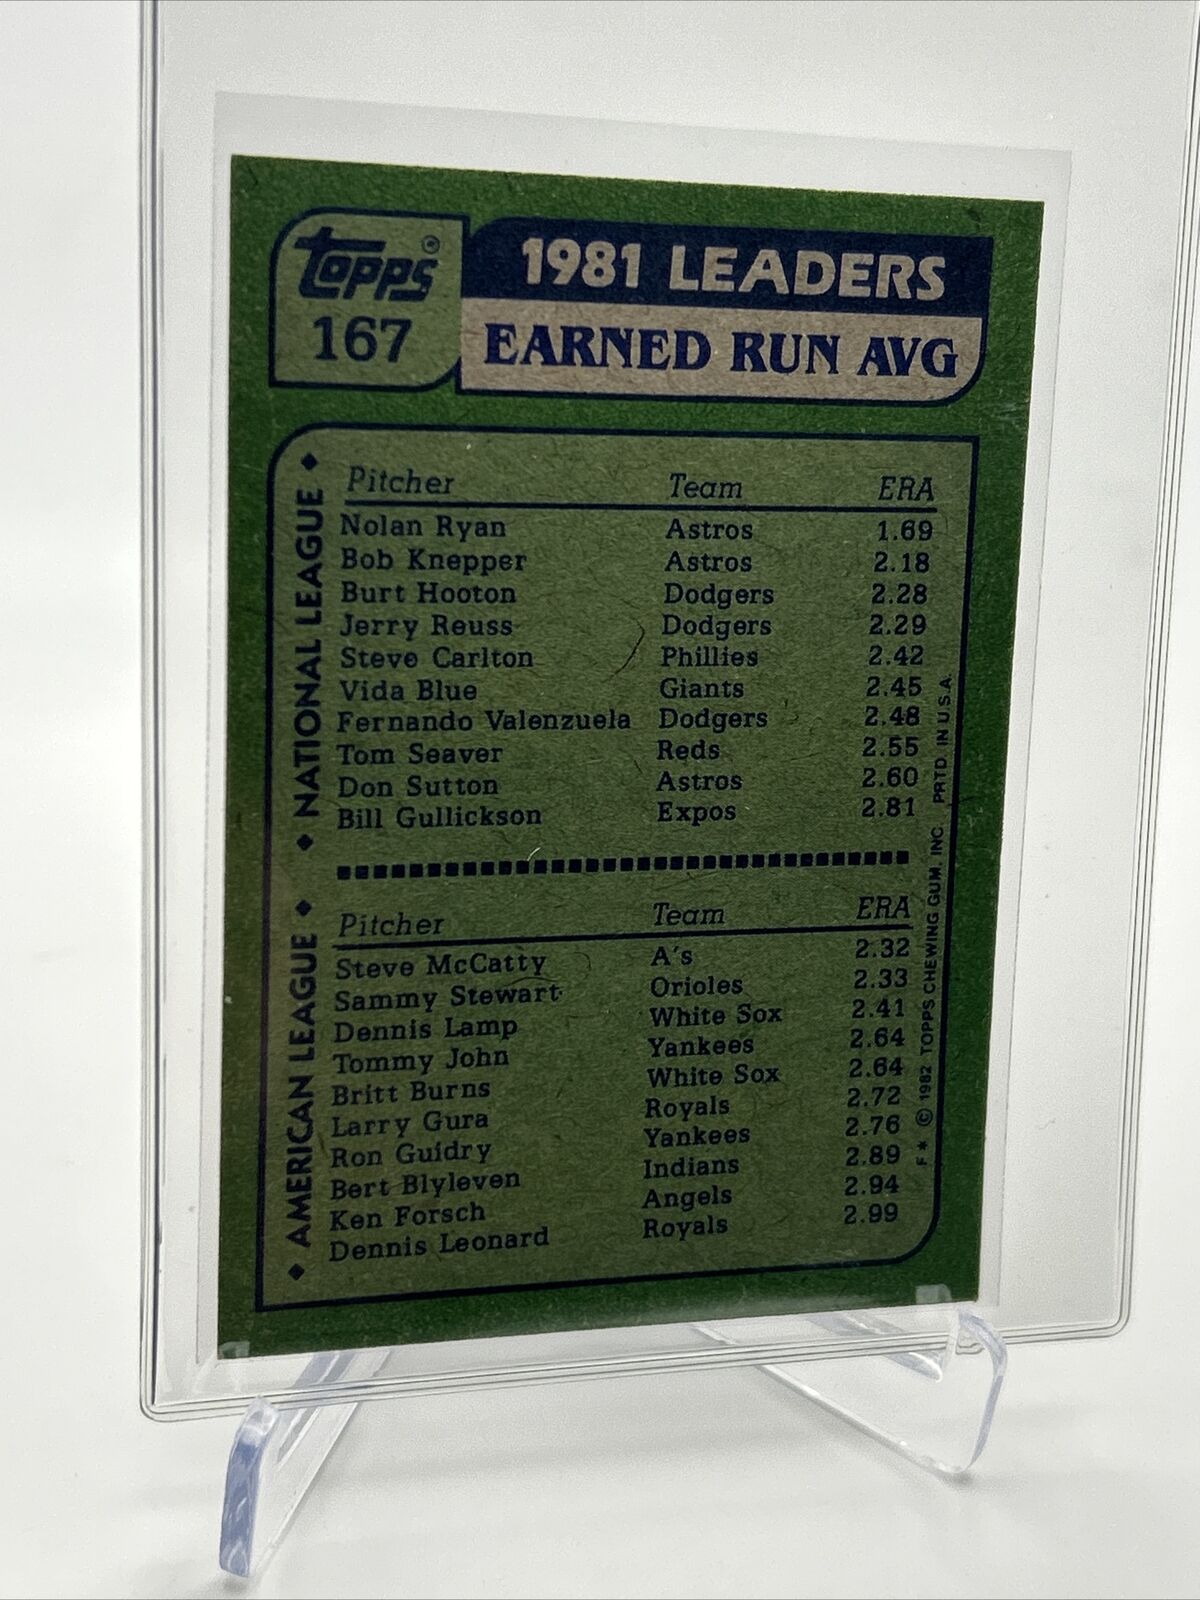 Topps®
167
1981 LEADERS
EARNED RUN AVG
♦ NATIONAL LEAGUE ♦
Pitcher Team ERA
Nolan Ryan Astros 1.69
Bob Knepper Astros 2.18
Burt Hooton Dodgers 2.28
Jerry Reuss Dodgers 2.29
Steve Carlton Phillies 2.42
Vida Blue Giants 2.45
Fernando Valenzuela Dodgers 2.48
Tom Seaver Reds 2.55
Don Sutton Astros 2.60
Bill Gullickson Expos 2.81
♦ AMERICAN LEAGUE ♦
Pitcher Team ERA
Steve McCatty A's 2.32
Sammy Stewart Orioles 2.33
Dennis Lamp White Sox 2.41
Tommy John Yankees 2.64
Britt Burns White Sox 2.64
Larry Gura Royals 2.72
Ron Guidry Yankees 2.76
Bert Blyleven Indians 2.89
Ken Forsch Angels 2.94
Dennis Leonard Royals 2.99
F* © 1982 TOPPS CHEWING GUM, INC. PRTD. IN U.S.A.